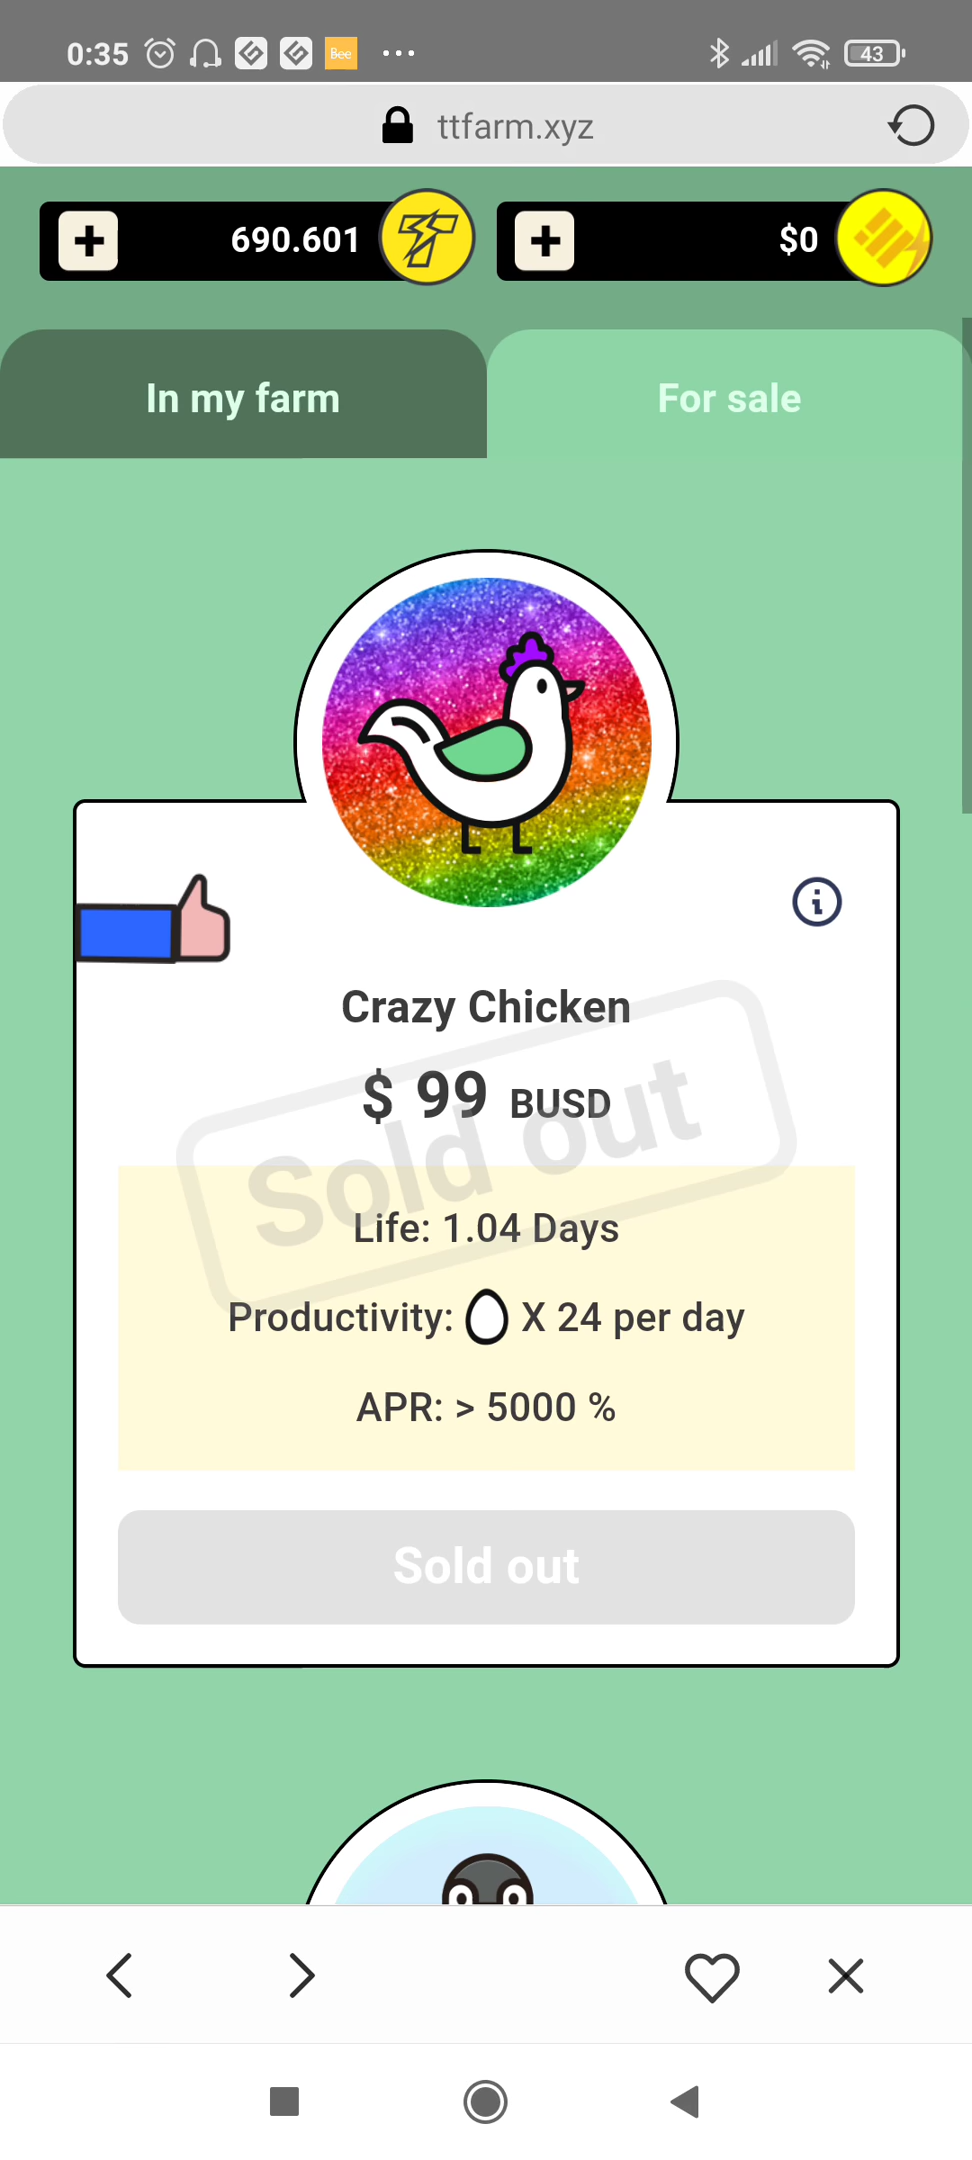 0:35 Bee ... 43
ttfarm.xyz
690.601 $0
In my farm For sale
Crazy Chicken
$ 99 BUSD
Sold out
Life: 1.04 Days
Productivity: X 24 per day
APR: > 5000 %
Sold out